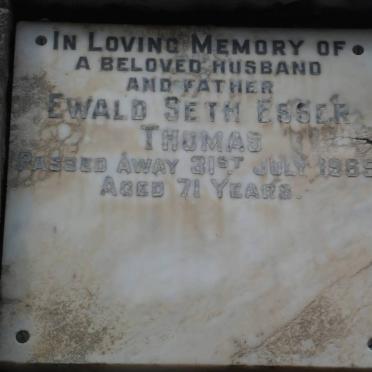 In Loving Memory of
A BELOVED HUSBAND
AND FATHER
EWALD SETH ESSER
THOMAS
PASSED AWAY 31ST JULY
AGED 71 YEARS